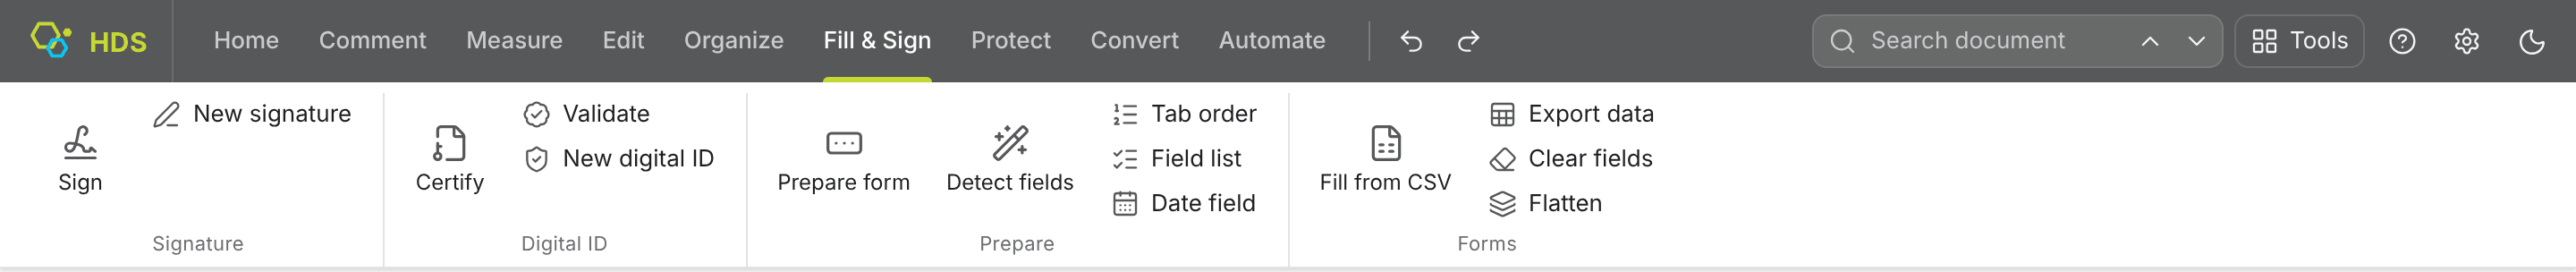 HDS Home Comment Measure Edit Organize Fill & Sign Protect Convert Automate Search document Tools
New signature
Sign
Signature
Validate
New digital ID
Certify
Digital ID
Prepare form
Detect fields
Tab order
Field list
Date field
Prepare
Fill from CSV
Export data
Clear fields
Flatten
Forms